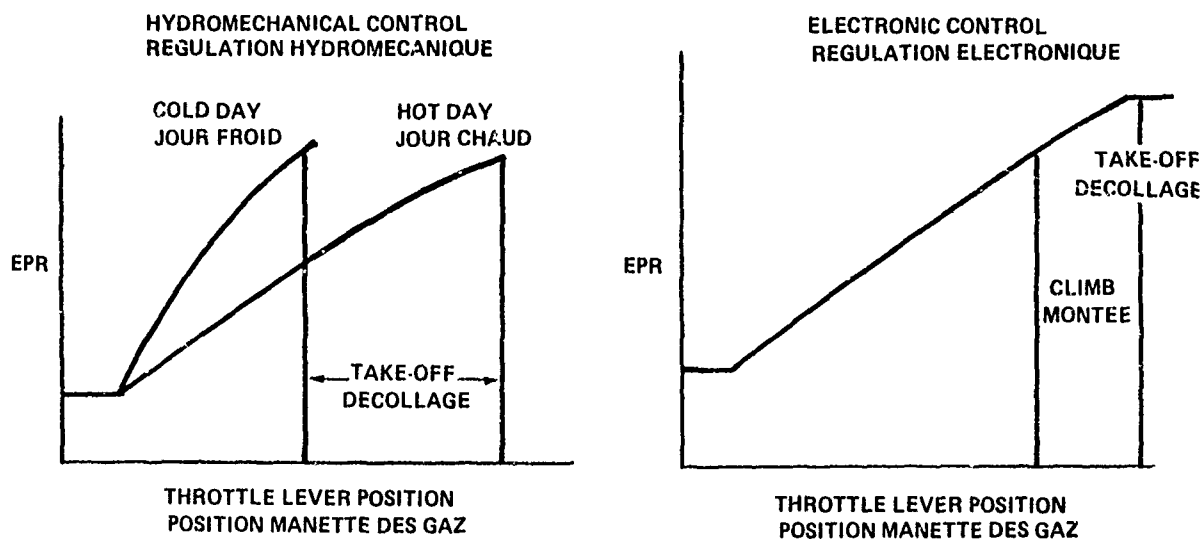 HYDROMECHANICAL CONTROL
REGULATION HYDROMECANIQUE
COLD DAY
JOUR FROID
HOT DAY
JOUR CHAUD
EPR
TAKE-OFF
DECOLLAGE
THROTTLE LEVER POSITION
POSITION MANETTE DES GAZ
ELECTRONIC CONTROL
REGULATION ELECTRONIQUE
TAKE-OFF
DECOLLAGE
EPR
CLIMB
MONTEE
THROTTLE LEVER POSITION
POSITION MANETTE DES GAZ